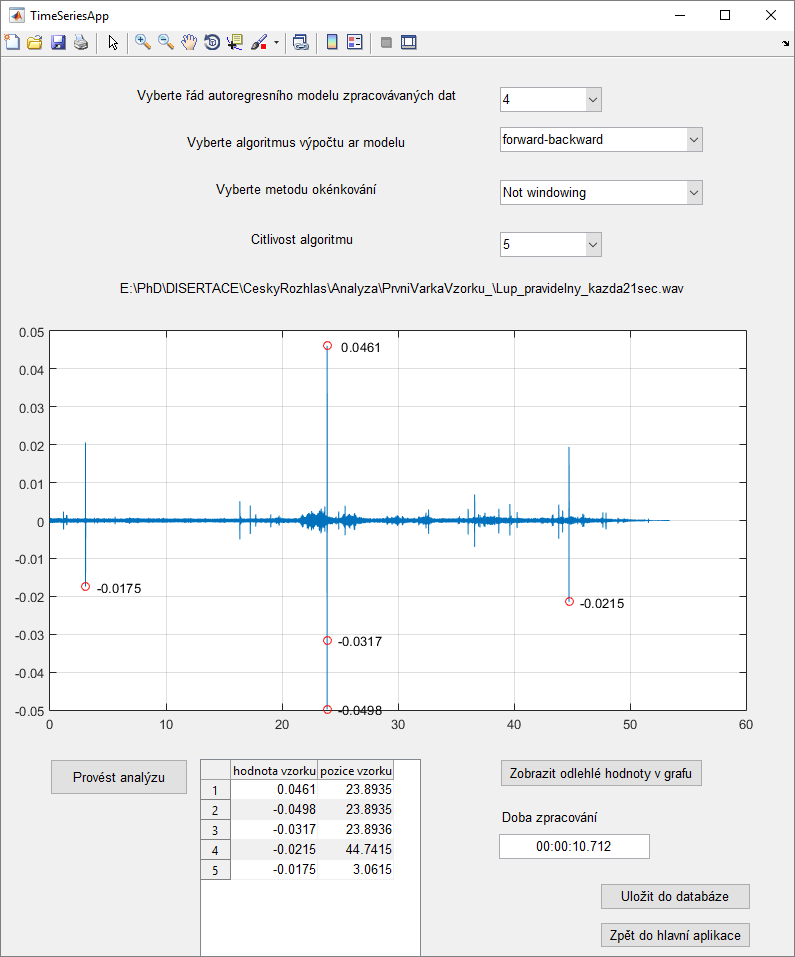 TimeSeriesApp
Vyberte řád autoregresního modelu zpracovávaných dat
4
Vyberte algoritmus výpočtu ar modelu
forward-backward
Vyberte metodu okénkování
Not windowing
Citlivost algoritmu
5
E:\PhD\DISERTACE\CeskyRozhlas\Analyza\PrvniVarkaVzorku_\Lup_pravidelny_kazda21sec.wav
0.05
0.0461
0.04
0.03
0.02
0.01
0
-0.01
-0.0175
-0.02
-0.0215
-0.03
-0.0317
-0.04
-0.05
-0.0498
0 10 20 30 40 50 60
Provést analýzu
hodnota vzorku pozice vzorku
1 0.0461 23.8935
2 -0.0498 23.8935
3 -0.0317 23.8936
4 -0.0215 44.7415
5 -0.0175 3.0615
Zobrazit odlehlé hodnoty v grafu
Doba zpracování
00:00:10.712
Uložit do databáze
Zpět do hlavní aplikace